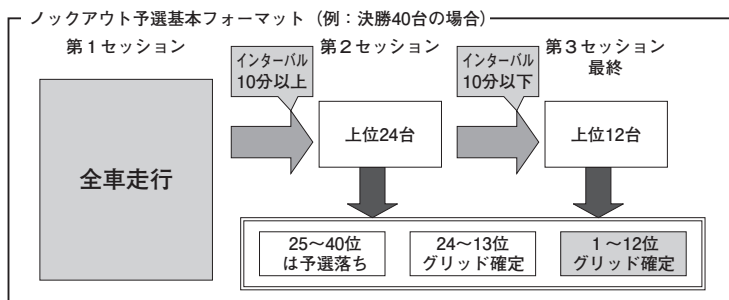 ノックアウト予選基本フォーマット（例：決勝40台の場合）
第１セッション
インターバル
10分以上
第２セッション
インターバル
10分以下
第３セッション
最終
全車走行
上位24台
上位12台
25〜40位
は予選落ち
24〜13位
グリッド確定
１〜12位
グリッド確定